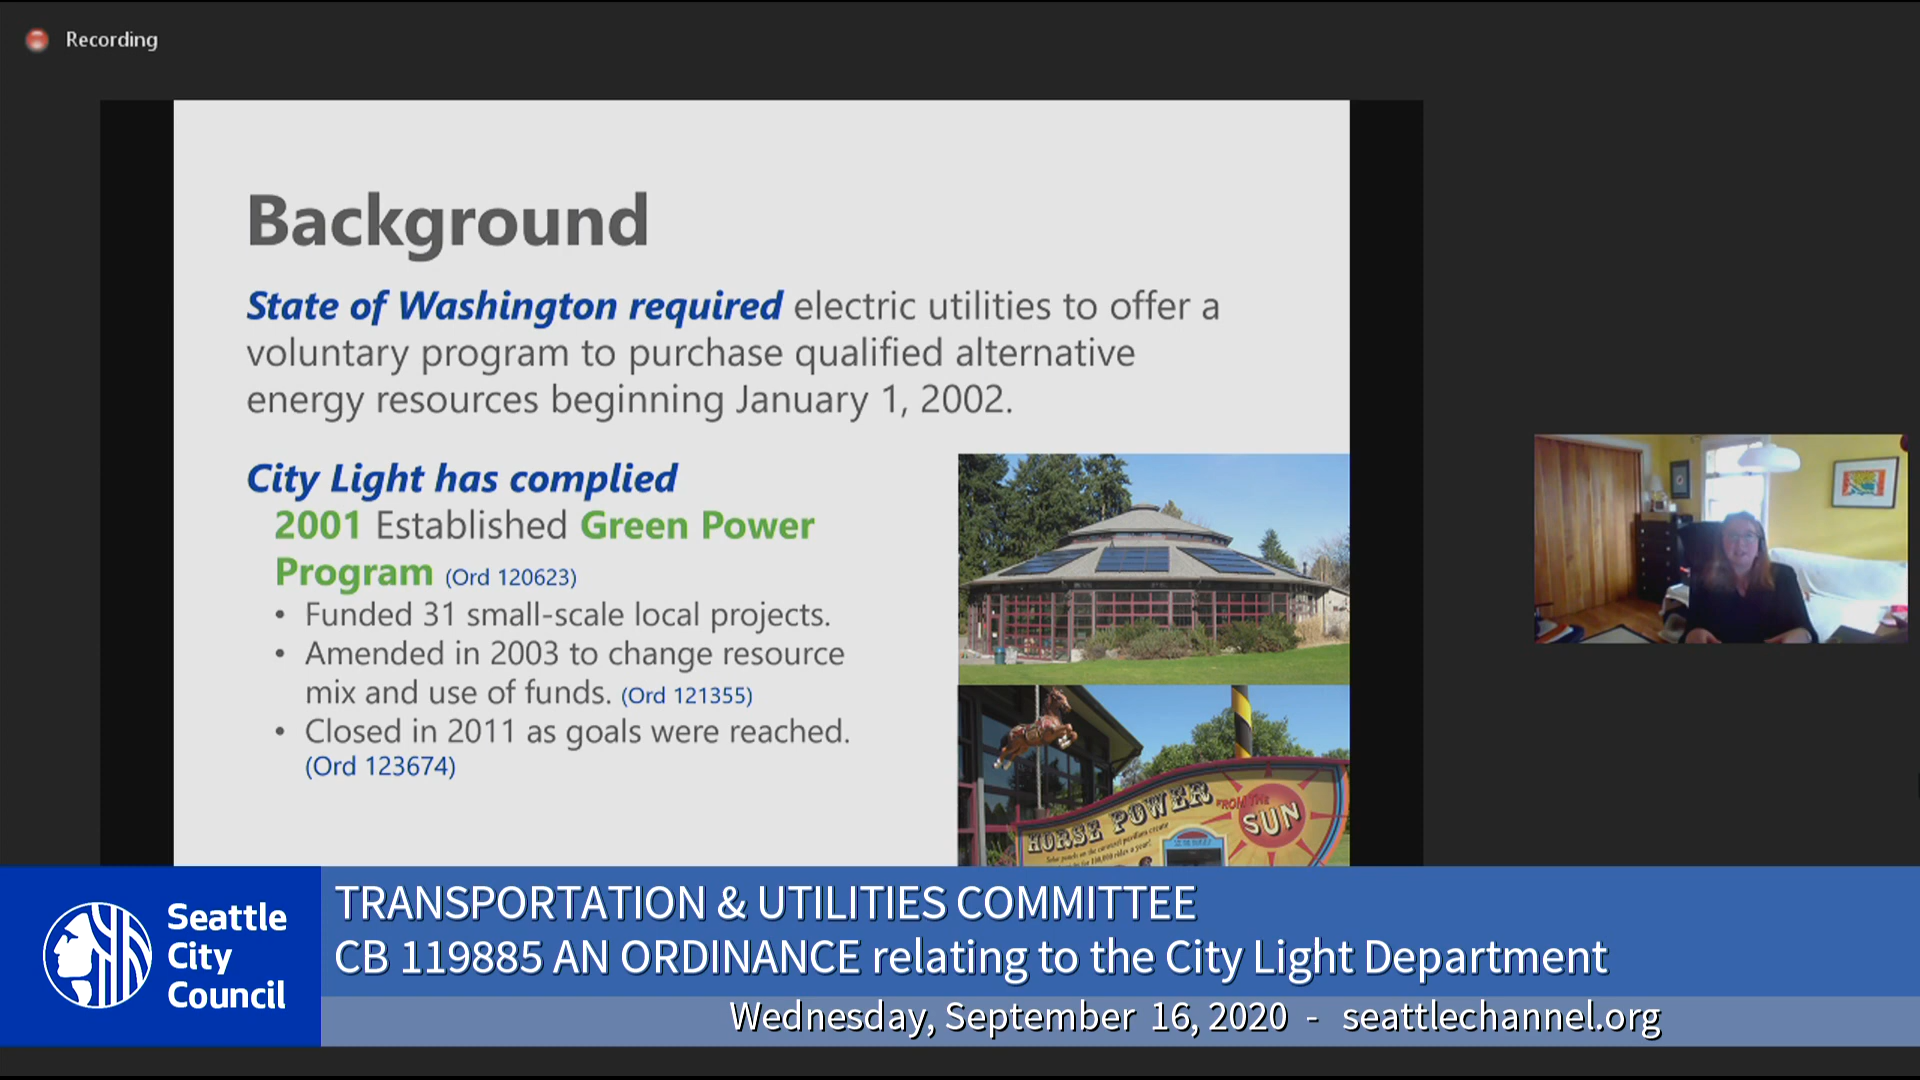 Recording
Background
State of Washington required electric utilities to offer a
voluntary program to purchase qualified alternative
energy resources beginning January 1, 2002.
City Light has complied
2001 Established Green Power
Program (Ord 120623)
• Funded 31 small-scale local projects.
• Amended in 2003 to change resource
mix and use of funds. (Ord 121355)
• Closed in 2011 as goals were reached.
(Ord 123674)
HORSE POWER
FROM THE
SUN
Seattle
City
Council
TRANSPORTATION & UTILITIES COMMITTEE
CB 119885 AN ORDINANCE relating to the City Light Department
Wednesday, September 16, 2020 - seattlechannel.org